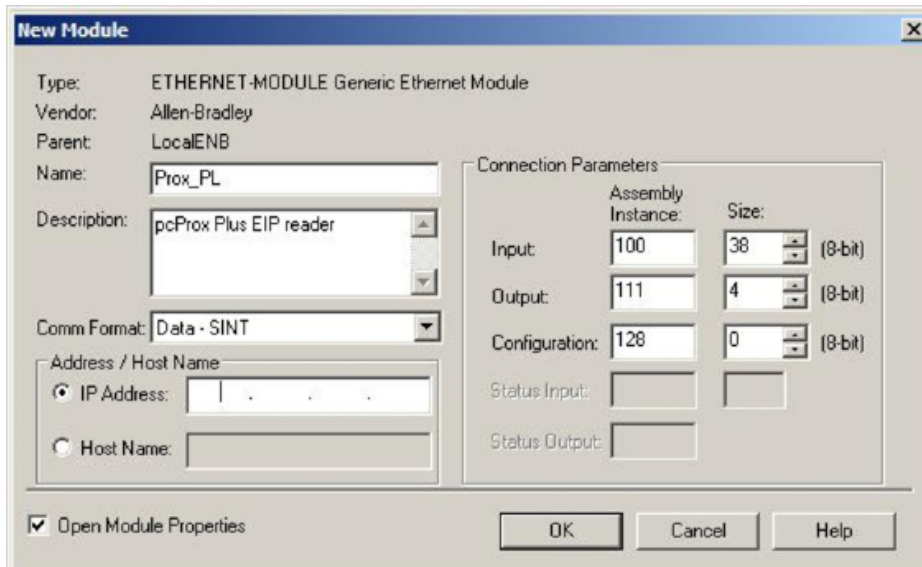 New Module
Type: ETHERNET-MODULE Generic Ethernet Module
Vendor: Allen-Bradley
Parent: LocalENB
Name: Prox_PL
Description: pcProx Plus EIP reader
Comm Format: Data - SINT
Address / Host Name
IP Address: . . .
Host Name:
Connection Parameters
Assembly
Instance: Size:
Input: 100 38 (8-bit)
Output: 111 4 (8-bit)
Configuration: 128 0 (8-bit)
Status Input:
Status Output:
Open Module Properties
OK Cancel Help